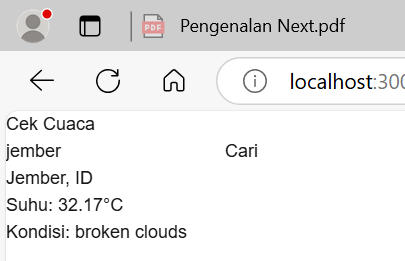 PDF
Pengenalan Next.pdf
localhost:300
Cek Cuaca
jember Cari
Jember, ID
Suhu: 32.17°C
Kondisi: broken clouds